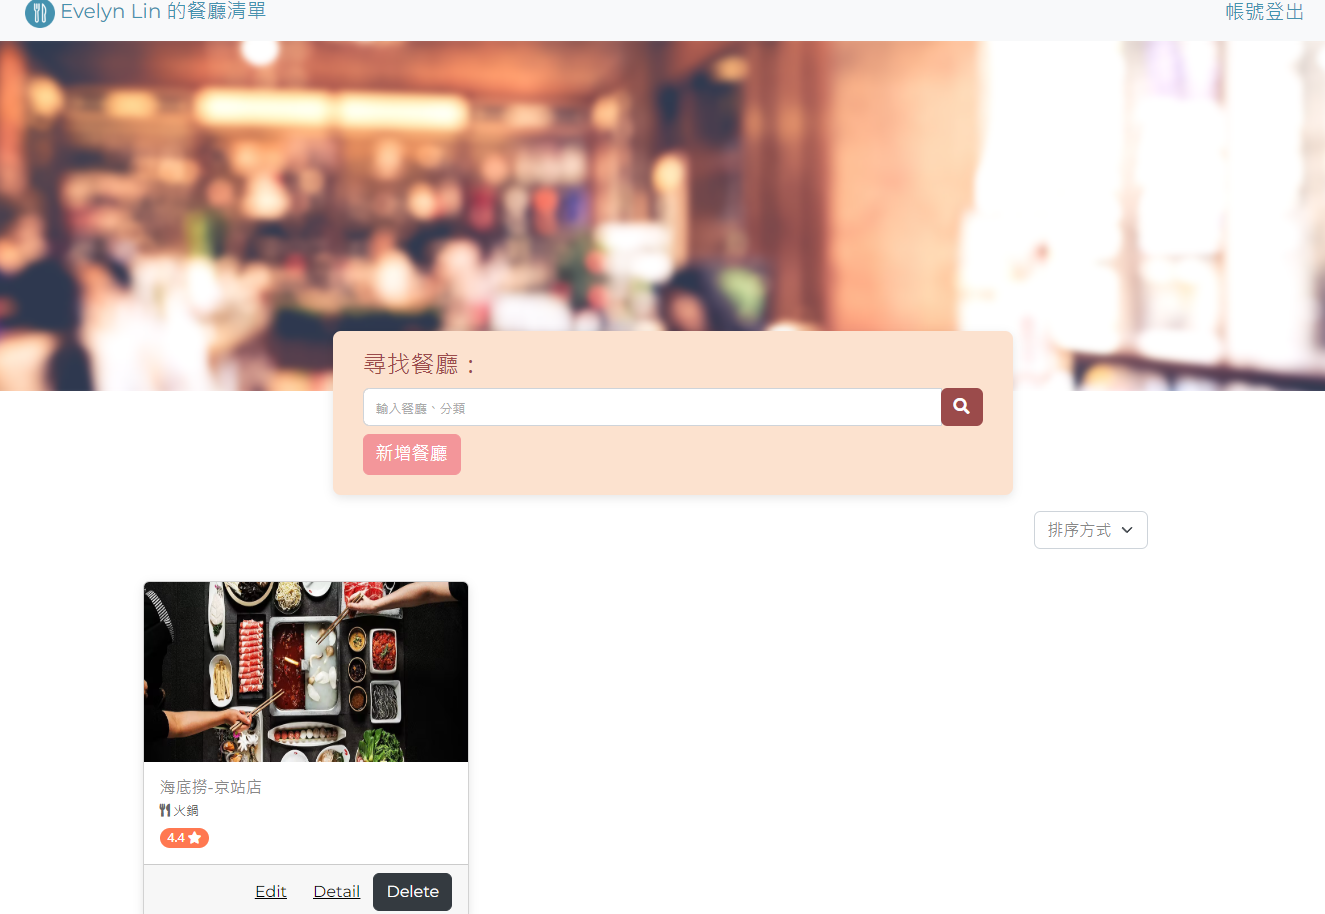 Evelyn Lin 的餐廳清單
帳號登出
尋找餐廳：
輸入餐廳、分類
新增餐廳
排序方式
海底撈-京站店
火鍋
4.4
Edit Detail Delete